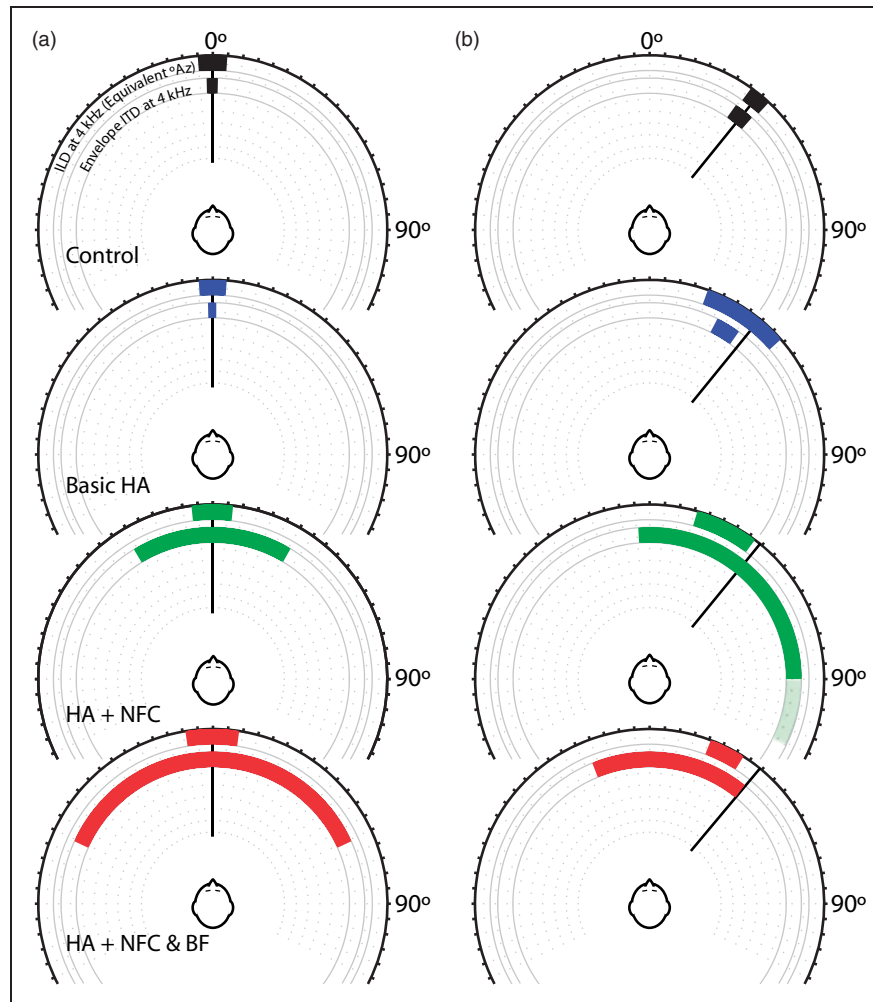 (a)
0º
ILD at 4 kHz (Equivalent ºAz)
Envelope ITD at 4 kHz
90º
Control
90º
Basic HA
90º
HA + NFC
90º
HA + NFC & BF
(b)
0º
90º
90º
90º
90º